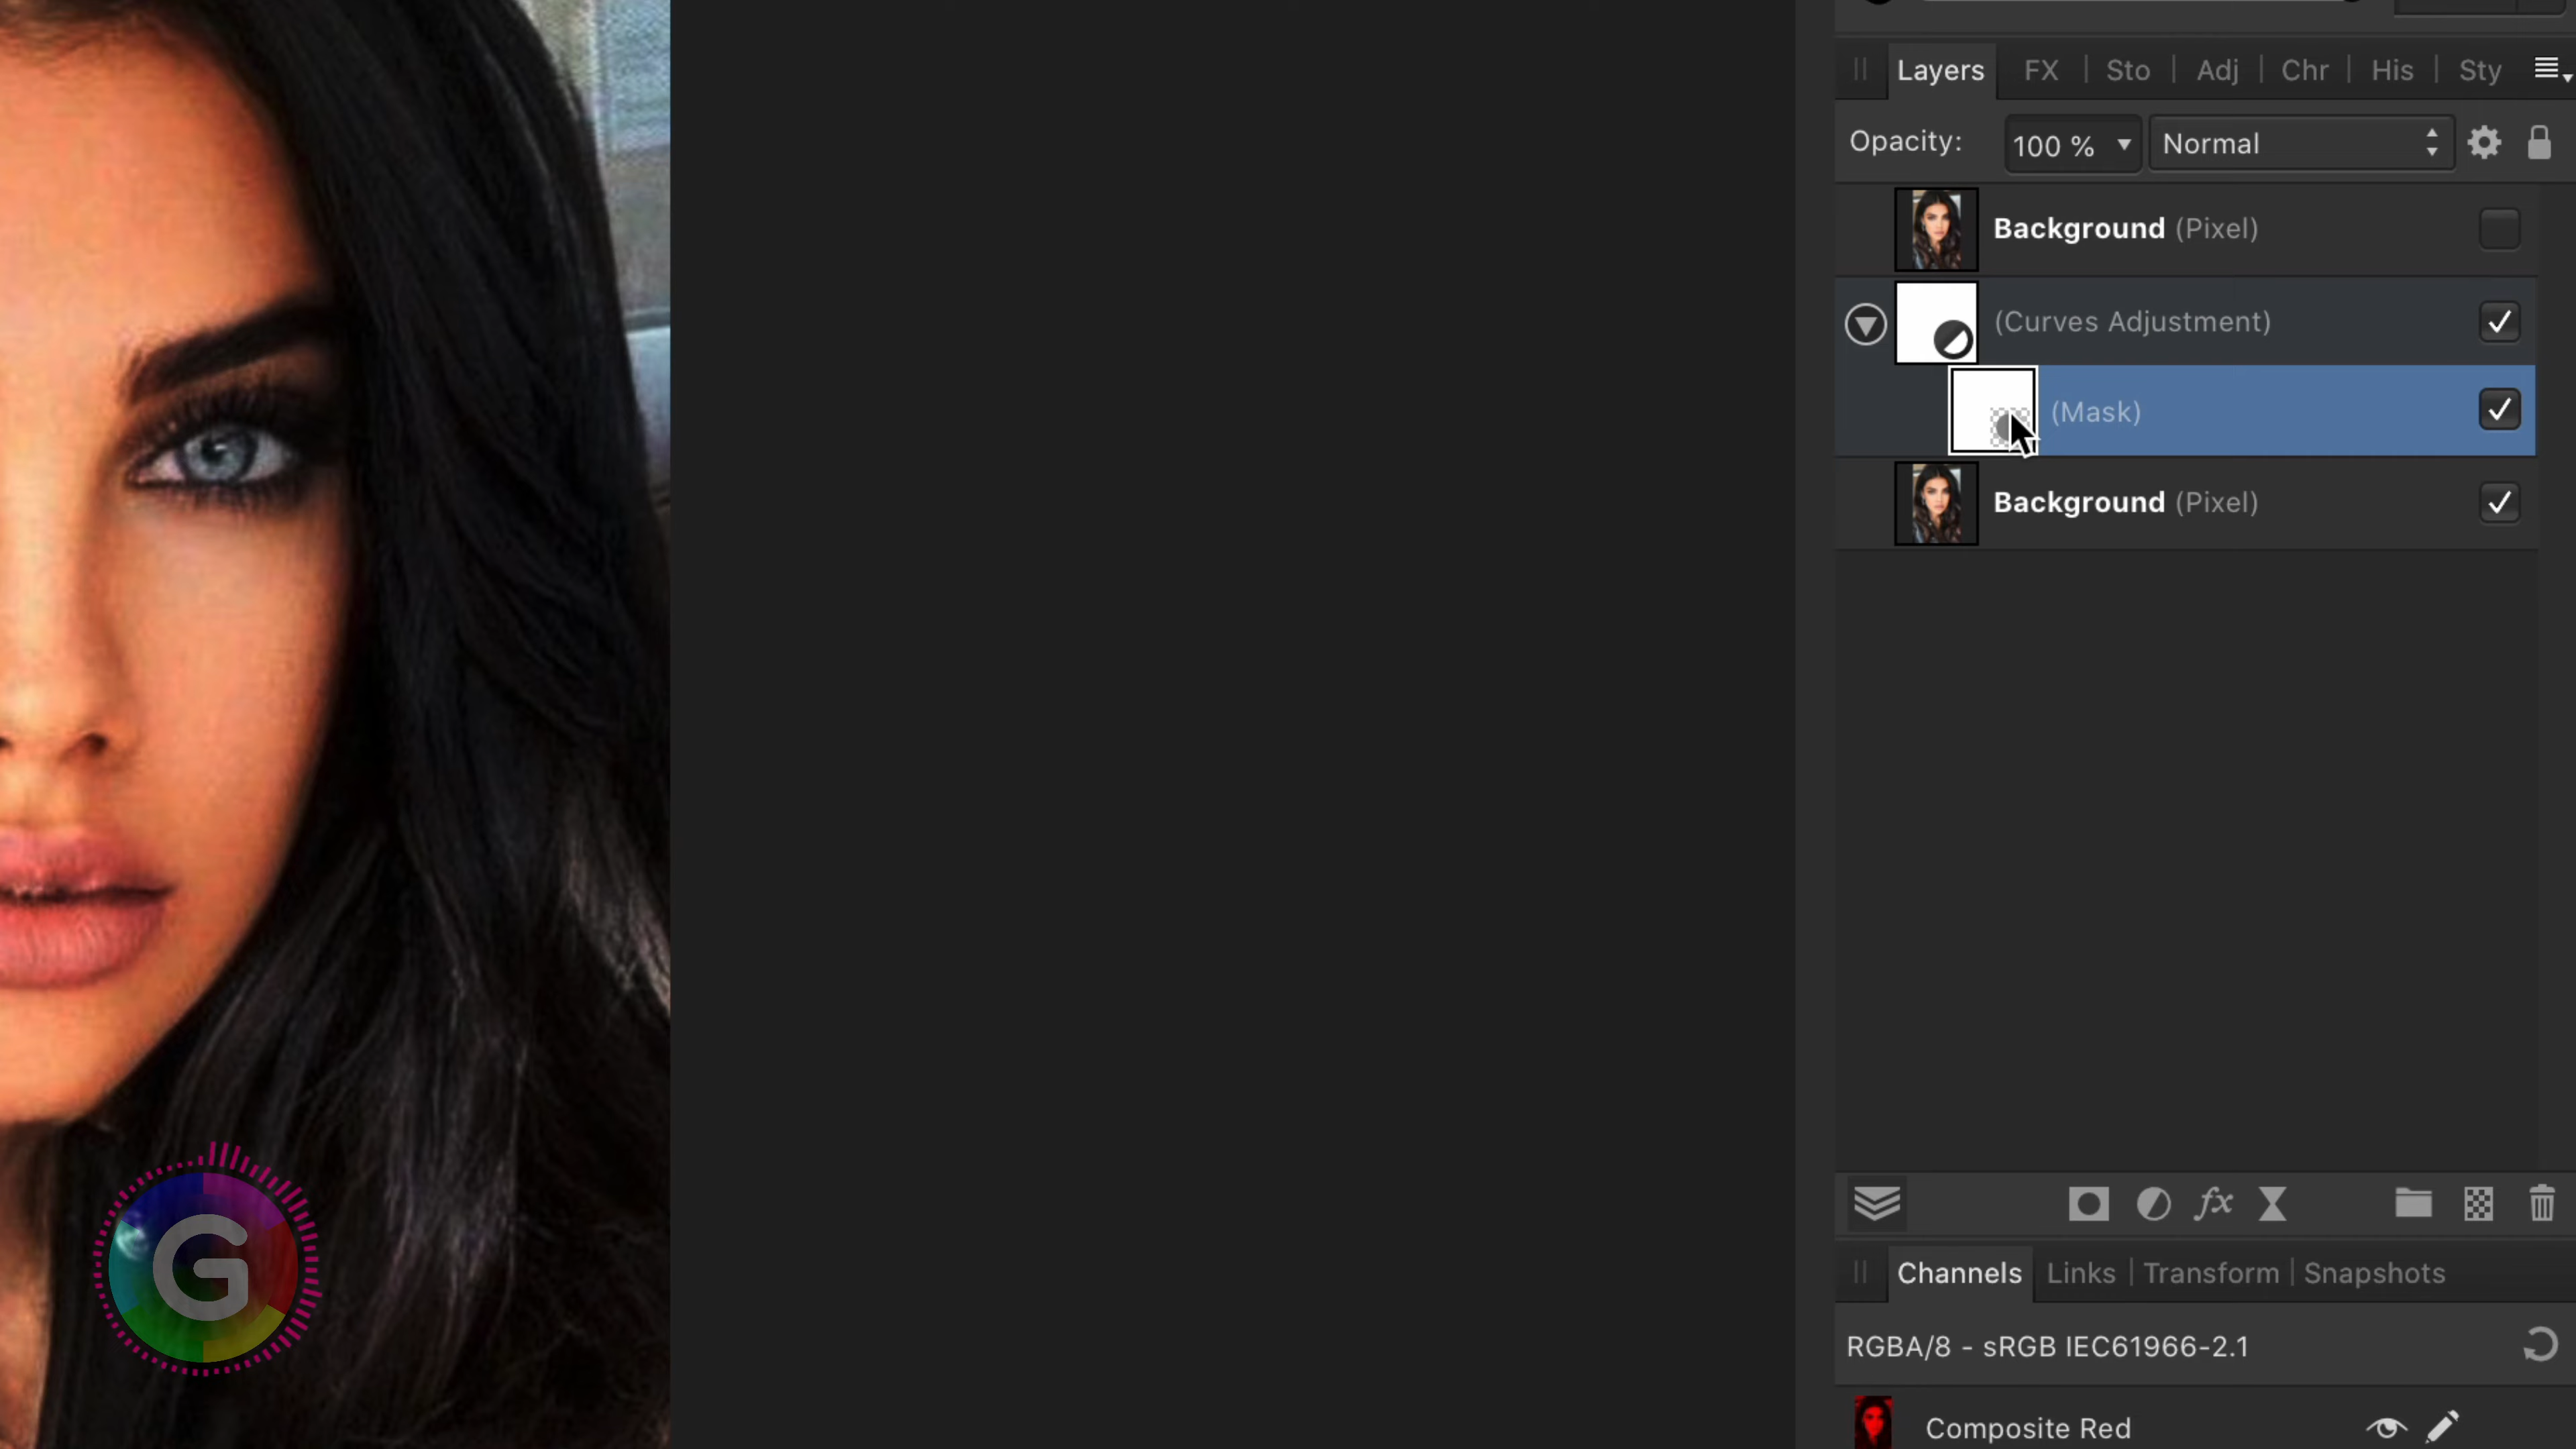 Layers FX Sto Adj Chr His Sty
Opacity: 100 % Normal
Background (Pixel)
(Curves Adjustment)
(Mask)
Background (Pixel)
fx
Channels Links Transform Snapshots
RGBA/8 - sRGB IEC61966-2.1
Composite Red
G